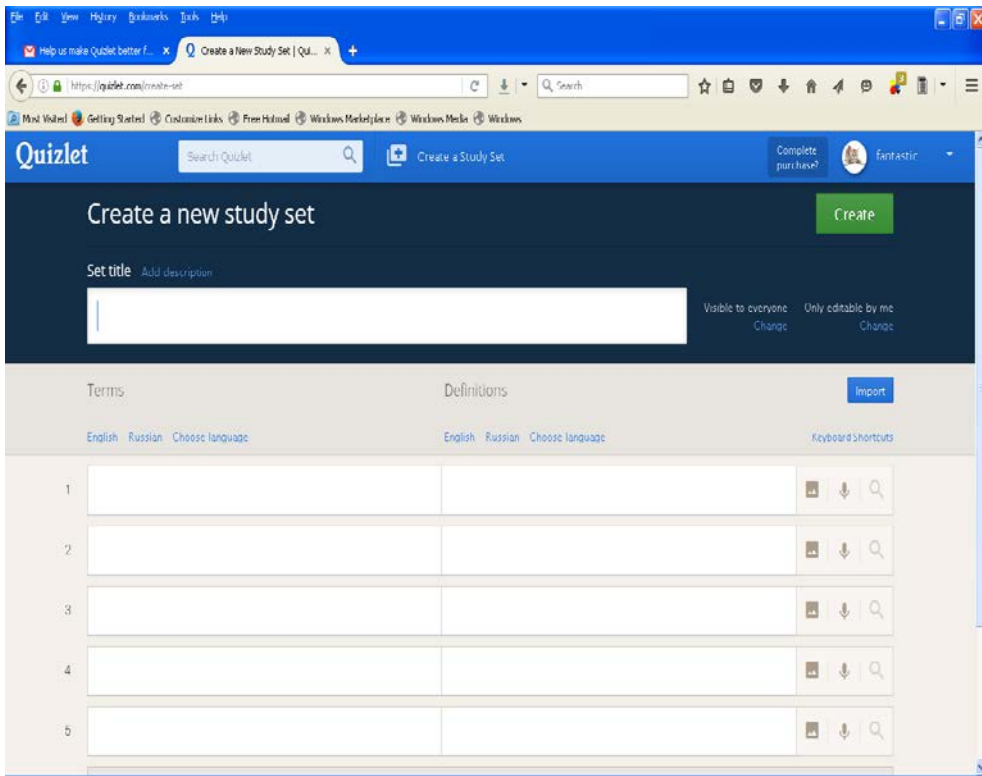 File Edit View History Bookmarks Tools Help
Help us make Quizlet better f... × Create a New Study Set | Qui... × +
https://quizlet.com/create-set Search
Most Visited Getting Started Customize Links Free Hotmail Windows Marketplace Windows Media Windows
Quizlet Search Quizlet Create a Study Set Complete purchase? fantastic
Create a new study set Create
Set title Add description
Visible to everyone Only editable by me
Change Change
Terms Definitions Import
English Russian Choose language English Russian Choose language Keyboard Shortcuts
1
2
3
4
5